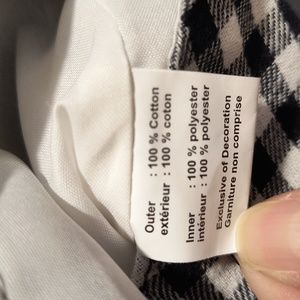 Outer : 100 % Cotton
extérieur : 100 % coton
Inner : 100 % polyester
intérieur : 100 % polyester
Exclusive of Decoration
Garniture non comprise